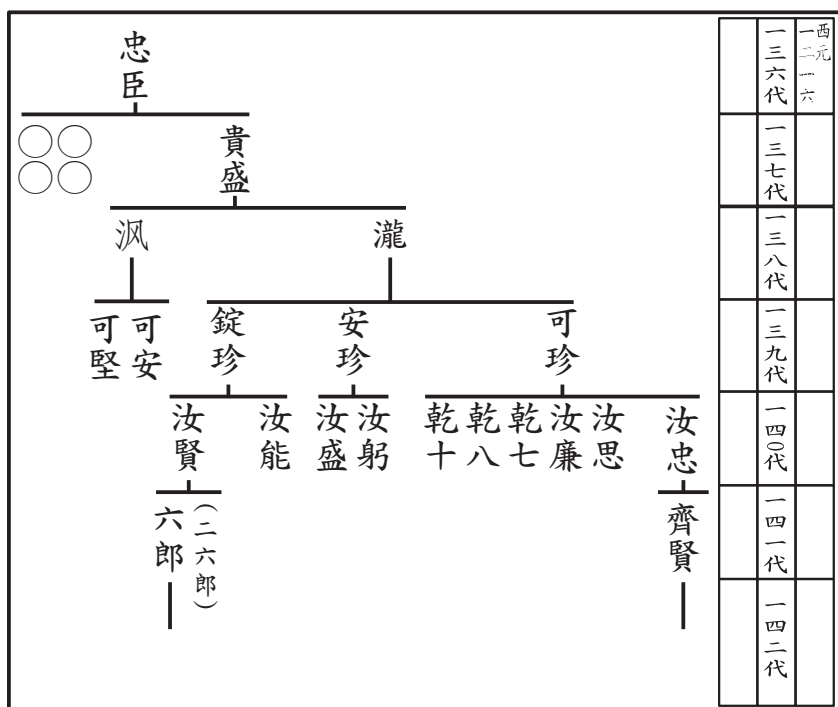 西元
一二一六
一三六代
一三七代
一三八代
一三九代
一四〇代
一四一代
一四二代
忠臣
貴盛
〇〇
〇〇
瀧
沨
可珍
安珍
錠珍
可安
可堅
汝忠
汝思
汝廉
乾七
乾八
乾十
汝躬
汝盛
汝能
汝賢
齊賢
(二六郎)
六郎